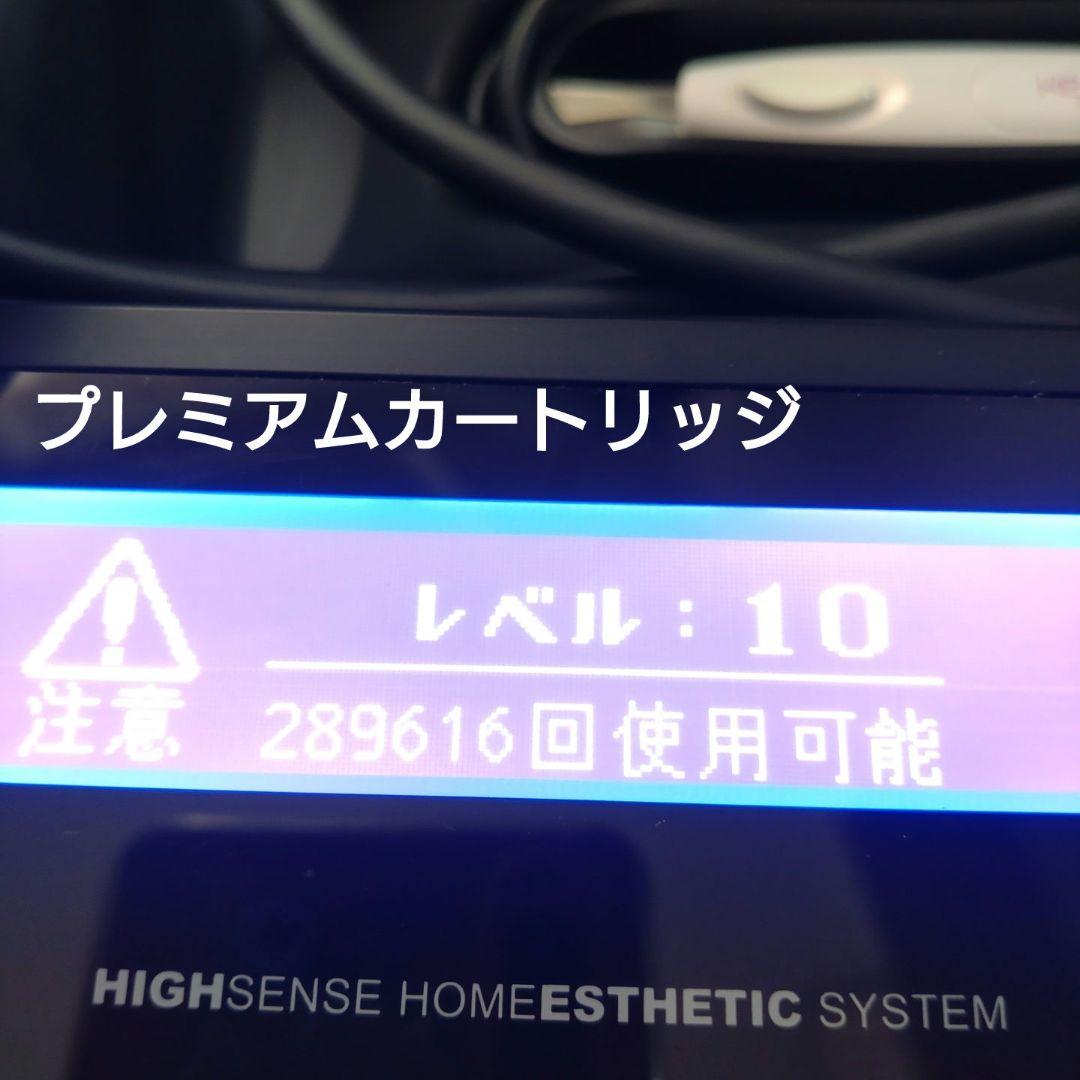 プレミアムカートリッジ
レベル：10
注意 289616回使用可能
HIGHSENSE HOMEESTHETIC SYSTEM